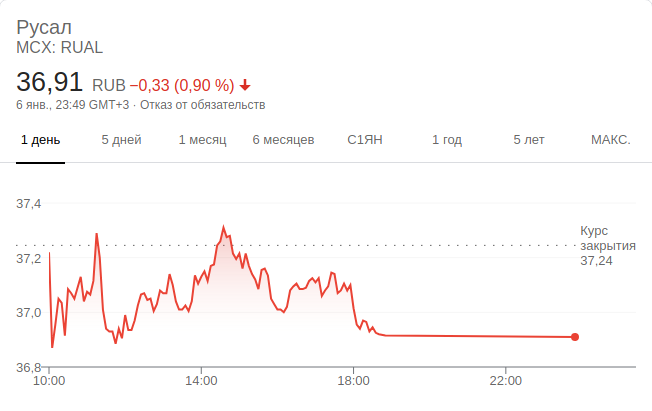 Русал
MCX: RUAL
36,91 RUB −0,33 (0,90 %)
6 янв., 23:49 GMT+3 · Отказ от обязательств
1 день 5 дней 1 месяц 6 месяцев С1ЯН 1 год 5 лет МАКС.
37,4
Курс
закрытия
37,24
37,2
37,0
36,8
10:00 14:00 18:00 22:00